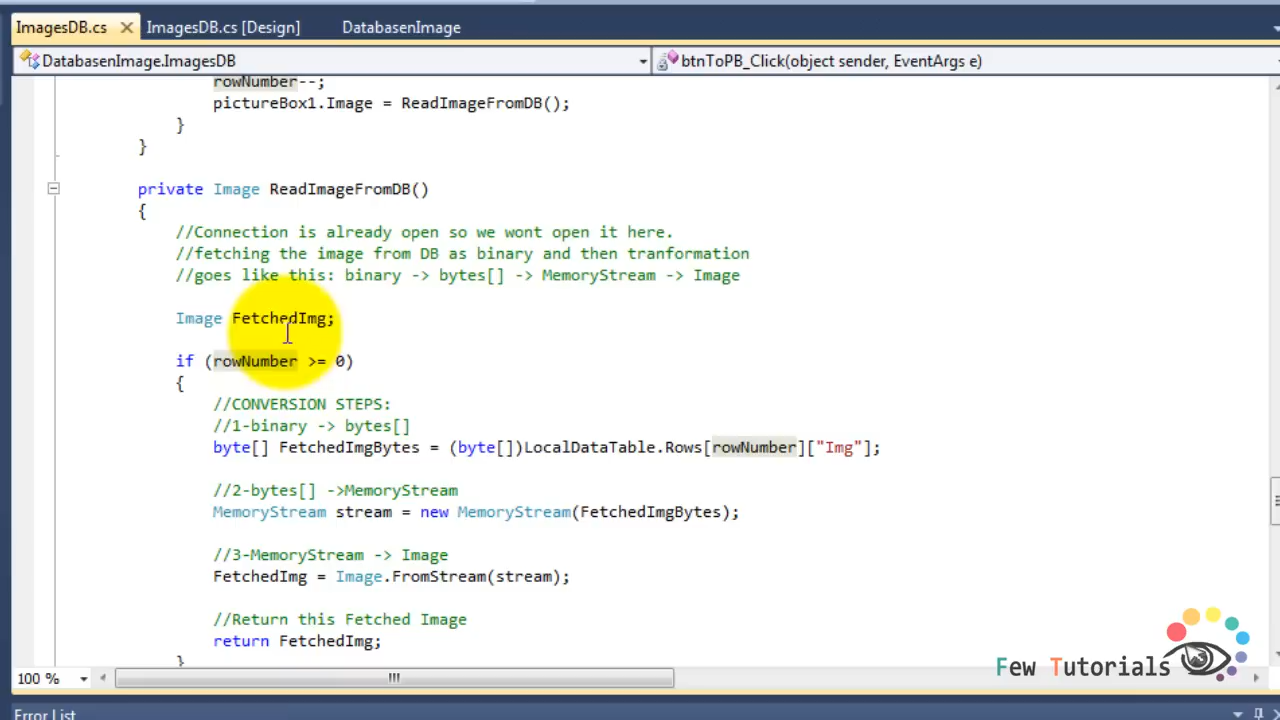 ImagesDB.cs ImagesDB.cs [Design] DatabasenImage
DatabasenImage.ImagesDB btnToPB_Click(object sender, EventArgs e)
rowNumber--;
pictureBox1.Image = ReadImageFromDB();
}
}
private Image ReadImageFromDB()
{
//Connection is already open so we wont open it here.
//fetching the image from DB as binary and then tranformation
//goes like this: binary -> bytes[] -> MemoryStream -> Image
Image FetchedImg;
if (rowNumber >= 0)
{
//CONVERSION STEPS:
//1-binary -> bytes[]
byte[] FetchedImgBytes = (byte[])LocalDataTable.Rows[rowNumber]["Img"];
//2-bytes[] ->MemoryStream
MemoryStream stream = new MemoryStream(FetchedImgBytes);
//3-MemoryStream -> Image
FetchedImg = Image.FromStream(stream);
//Return this Fetched Image
return FetchedImg;
}
Few Tutorials
100 %
Error List